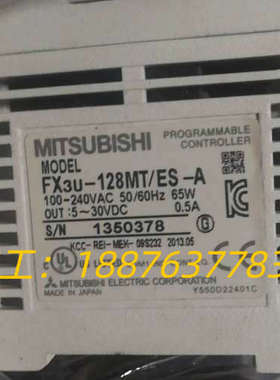 MITSUBISHI
PROGRAMMABLE
CONTROLLER
MODEL
FX3U-128MT/ES-A
100-240VAC 50/60Hz 65W
OUT:5-30VDC 0.5A
S/N 1350378
KCC-REI-MEK-09S232 2013.05
工: 18876377783
MITSUBISHI ELECTRIC CORPORATION
MADE IN JAPAN
Y550D22401C